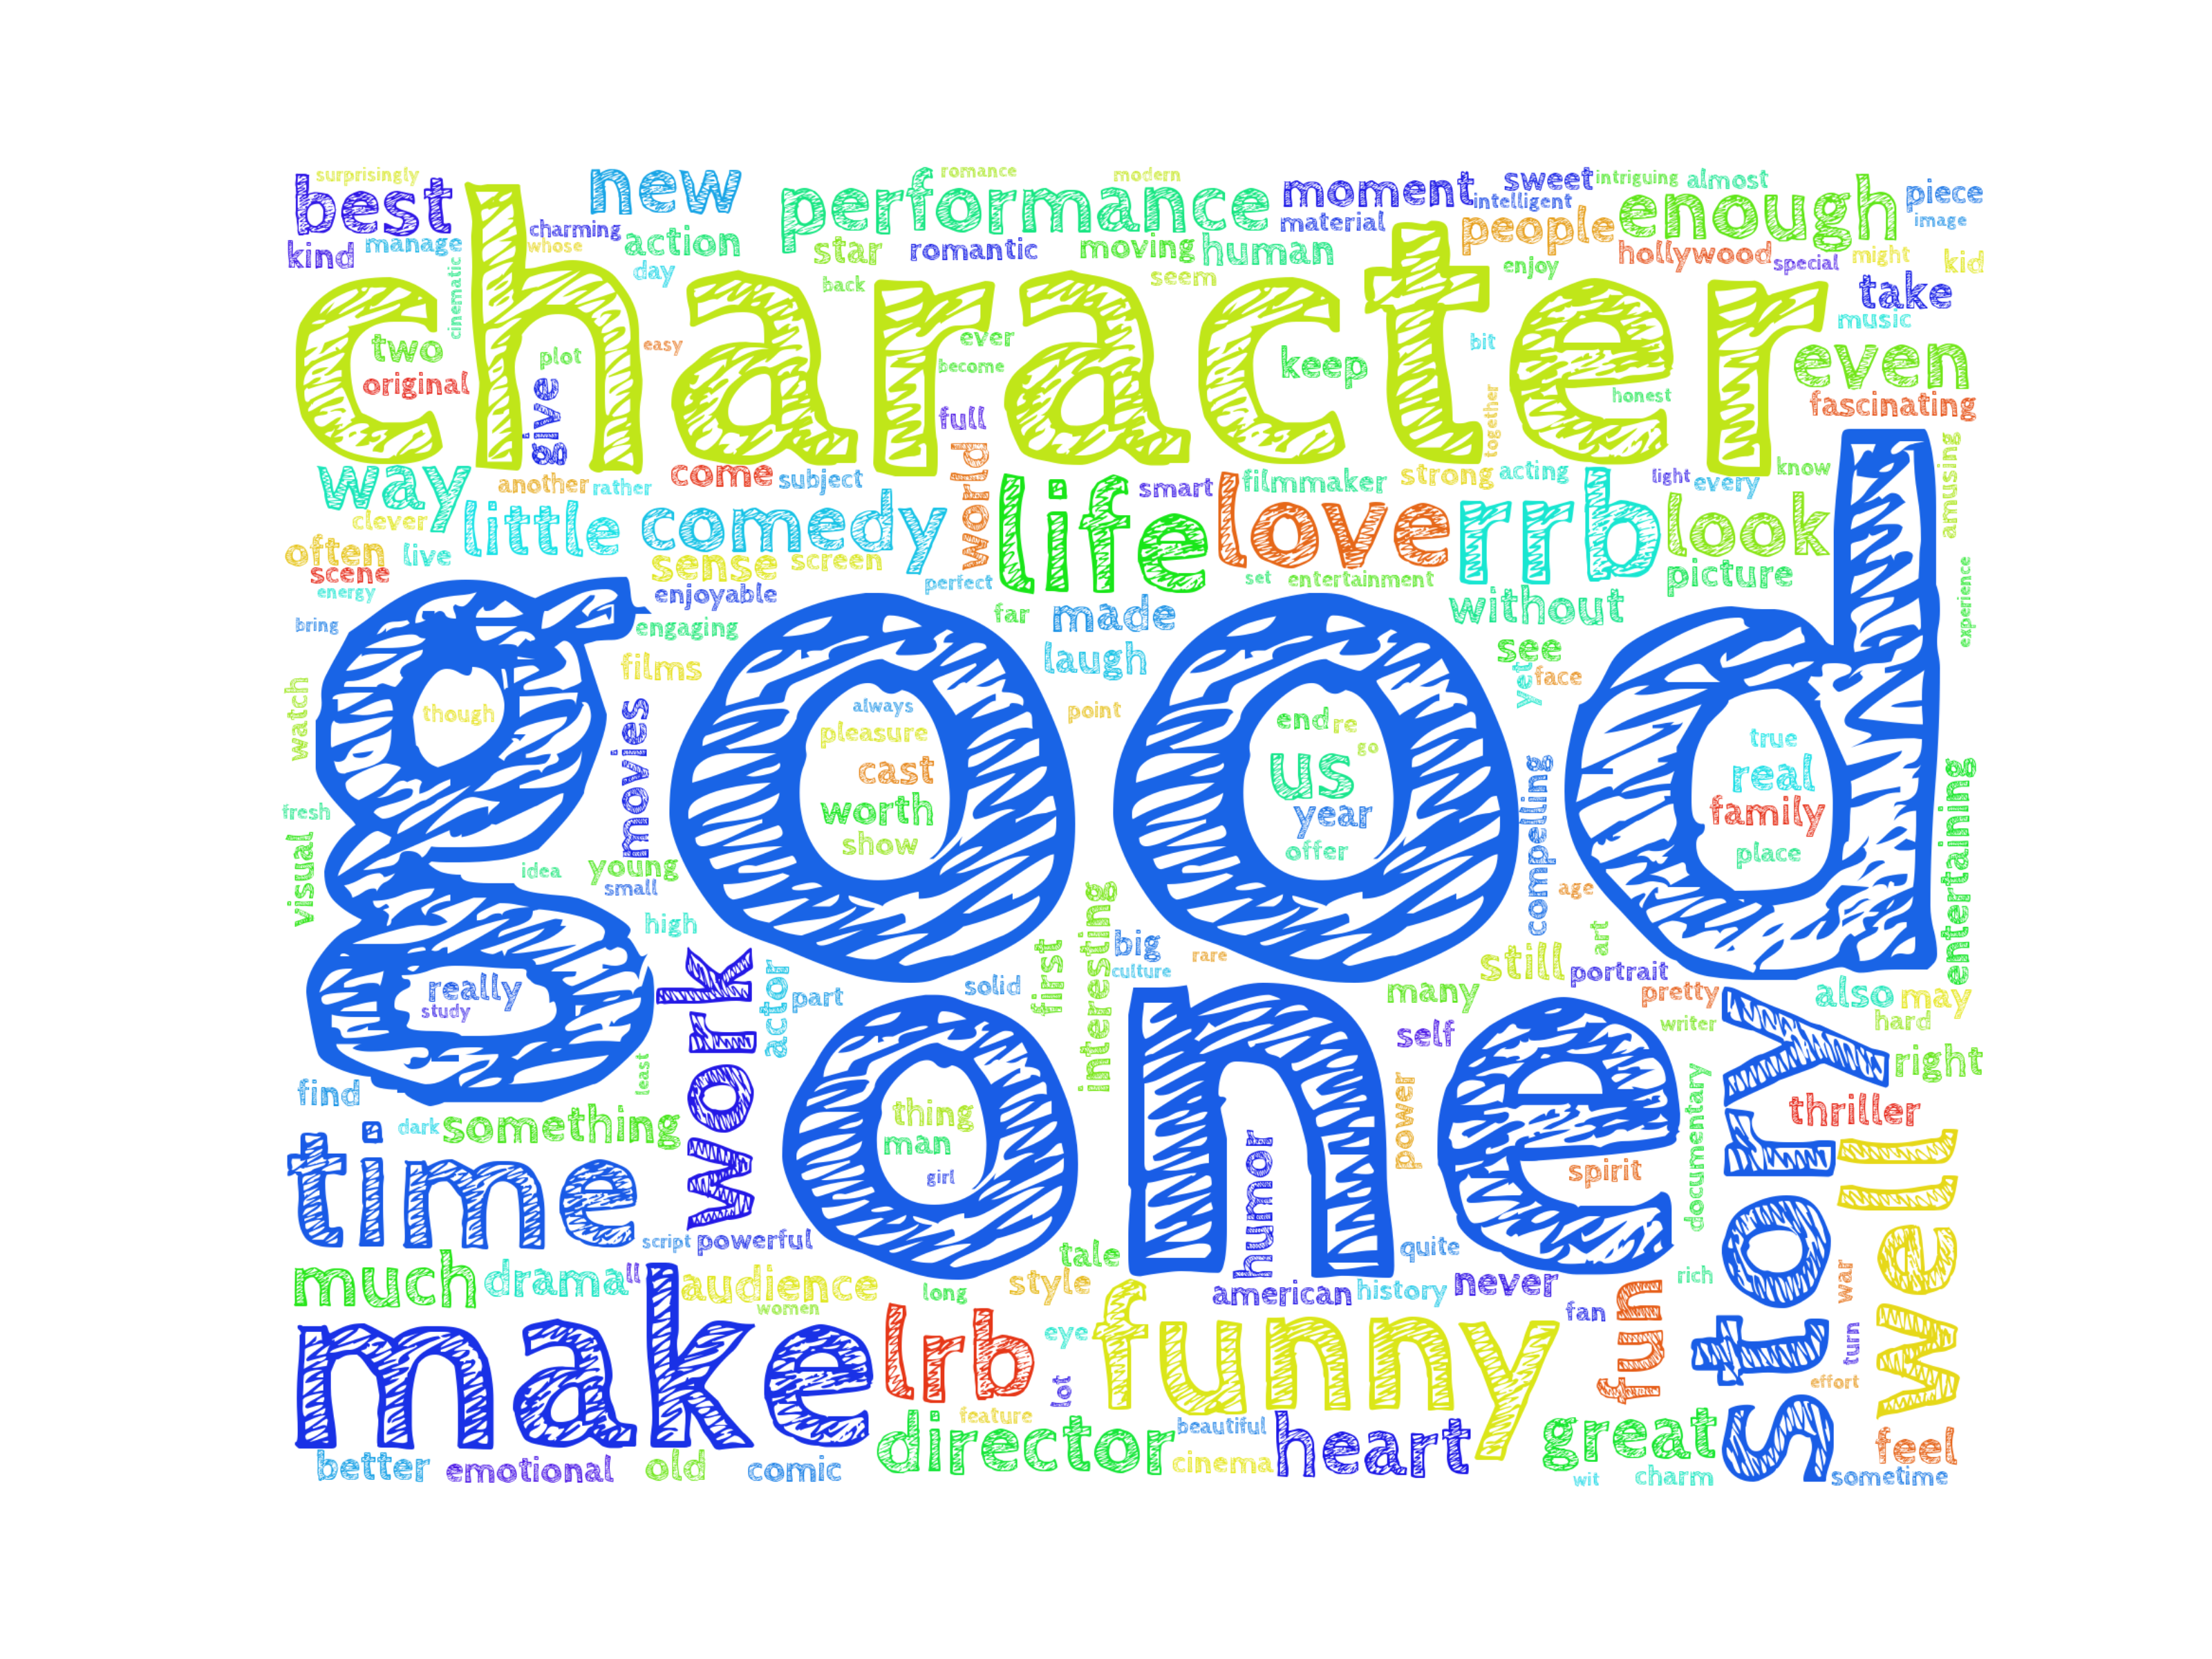 surprisingly
best
new
performance
romance
modern
moment
sweet
intriguing
almost
piece
kind
manage
charming
whose
action
star
romantic
moving
human
material
intelligent
people
enough
image
hollywood
special
might
kid
cinematic
day
back
seem
enjoy
take
music
character
two
plot
easy
ever
become
keep
bit
even
original
give
full
together
honest
fascinating
way
another
rather
come
subject
world
life
smart
filmmaker
strong
acting
light
every
know
amusing
clever
little
comedy
love
rrb
look
often
live
sense
screen
scene
energy
enjoyable
perfect
set
entertainment
picture
experience
bring
engaging
far
made
without
laugh
see
films
yet
face
good
watch
though
movies
always
pleasure
cast
worth
show
point
end
re
go
us
year
offer
compelling
true
real
family
place
entertaining
fresh
visual
idea
young
small
high
age
art
really
study
work
actor
part
solid
first
interesting
big
culture
rare
many
still
portrait
pretty
also
may
self
writer
hard
find
least
one
story
right
dark
something
thing
man
girl
humor
power
spirit
documentary
thriller
well
time
script
powerful
tale
quite
much
drama
ll
audience
women
long
style
american
history
never
rich
war
make
lrb
eye
funny
fan
fun
turn
lot
effort
feature
director
beautiful
heart
great
feel
better
emotional
old
comic
cinema
wit
charm
sometime